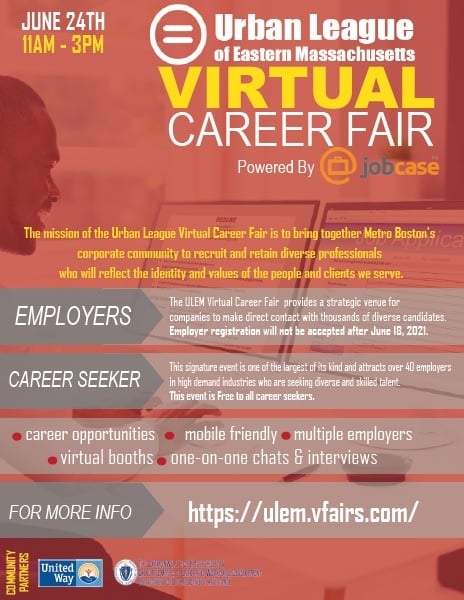 JUNE 24TH
11AM - 3PM
Urban League
of Eastern Massachusetts
VIRTUAL
CAREER FAIR
Powered By jobcase
RESUME
Job Applica
The mission of the Urban League Virtual Career Fair is to bring together Metro Boston's
corporate community to recruit and retain diverse professionals
who will reflect the identity and values of the people and clients we serve.
EMPLOYERS
The ULEM Virtual Career Fair provides a strategic venue for
companies to make direct contact with thousands of diverse candidates.
Employer registration will not be accepted after June 18, 2021.
CAREER SEEKER
This signature event is one of the largest of its kind and attracts over 40 employers
in high demand industries who are seeking diverse and skilled talent.
This event is Free to all career seekers.
• career opportunities • mobile friendly • multiple employers
• virtual booths • one-on-one chats & interviews
FOR MORE INFO
https://ulem.vfairs.com/
COMMUNITY
PARTNERS
United
Way